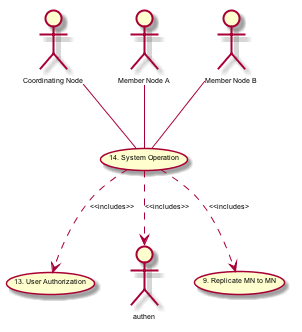 Coordinating Node Member Node A Member Node B
14. System Operation
<<includes>> <<includes>> <<includes>
13. User Authorization 9. Replicate MN to MN
authen